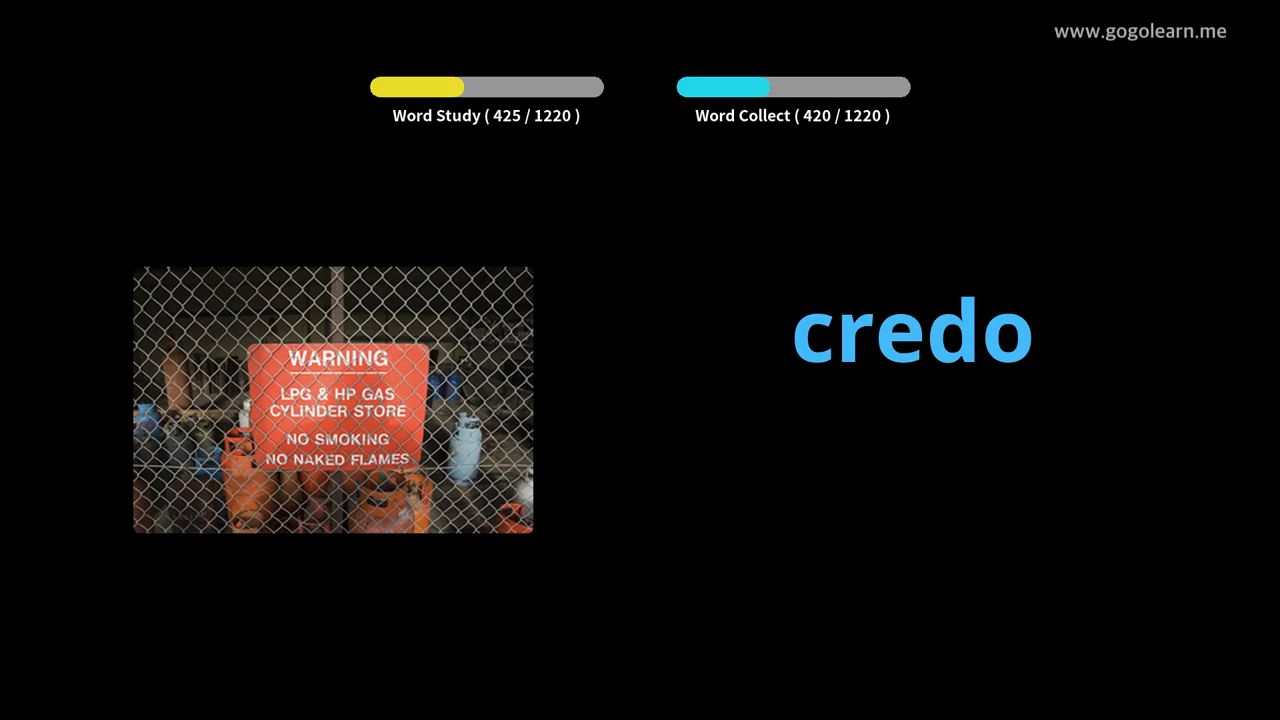 www.gogolearn.me
Word Study ( 425 / 1220 )
Word Collect ( 420 / 1220 )
WARNING
LPG & HP GAS
CYLINDER STORE
NO SMOKING
NO NAKED FLAMES
credo